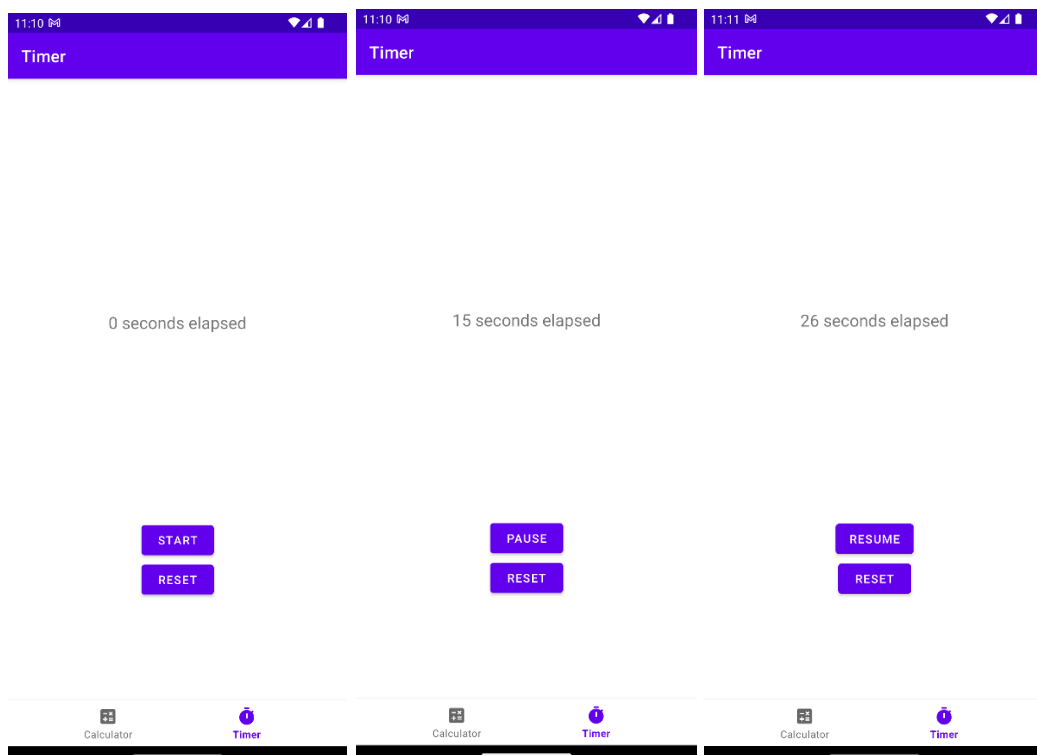 11:10
Timer
0 seconds elapsed
START
RESET
Calculator
Timer
11:10
Timer
15 seconds elapsed
PAUSE
RESET
Calculator
Timer
11:11
Timer
26 seconds elapsed
RESUME
RESET
Calculator
Timer